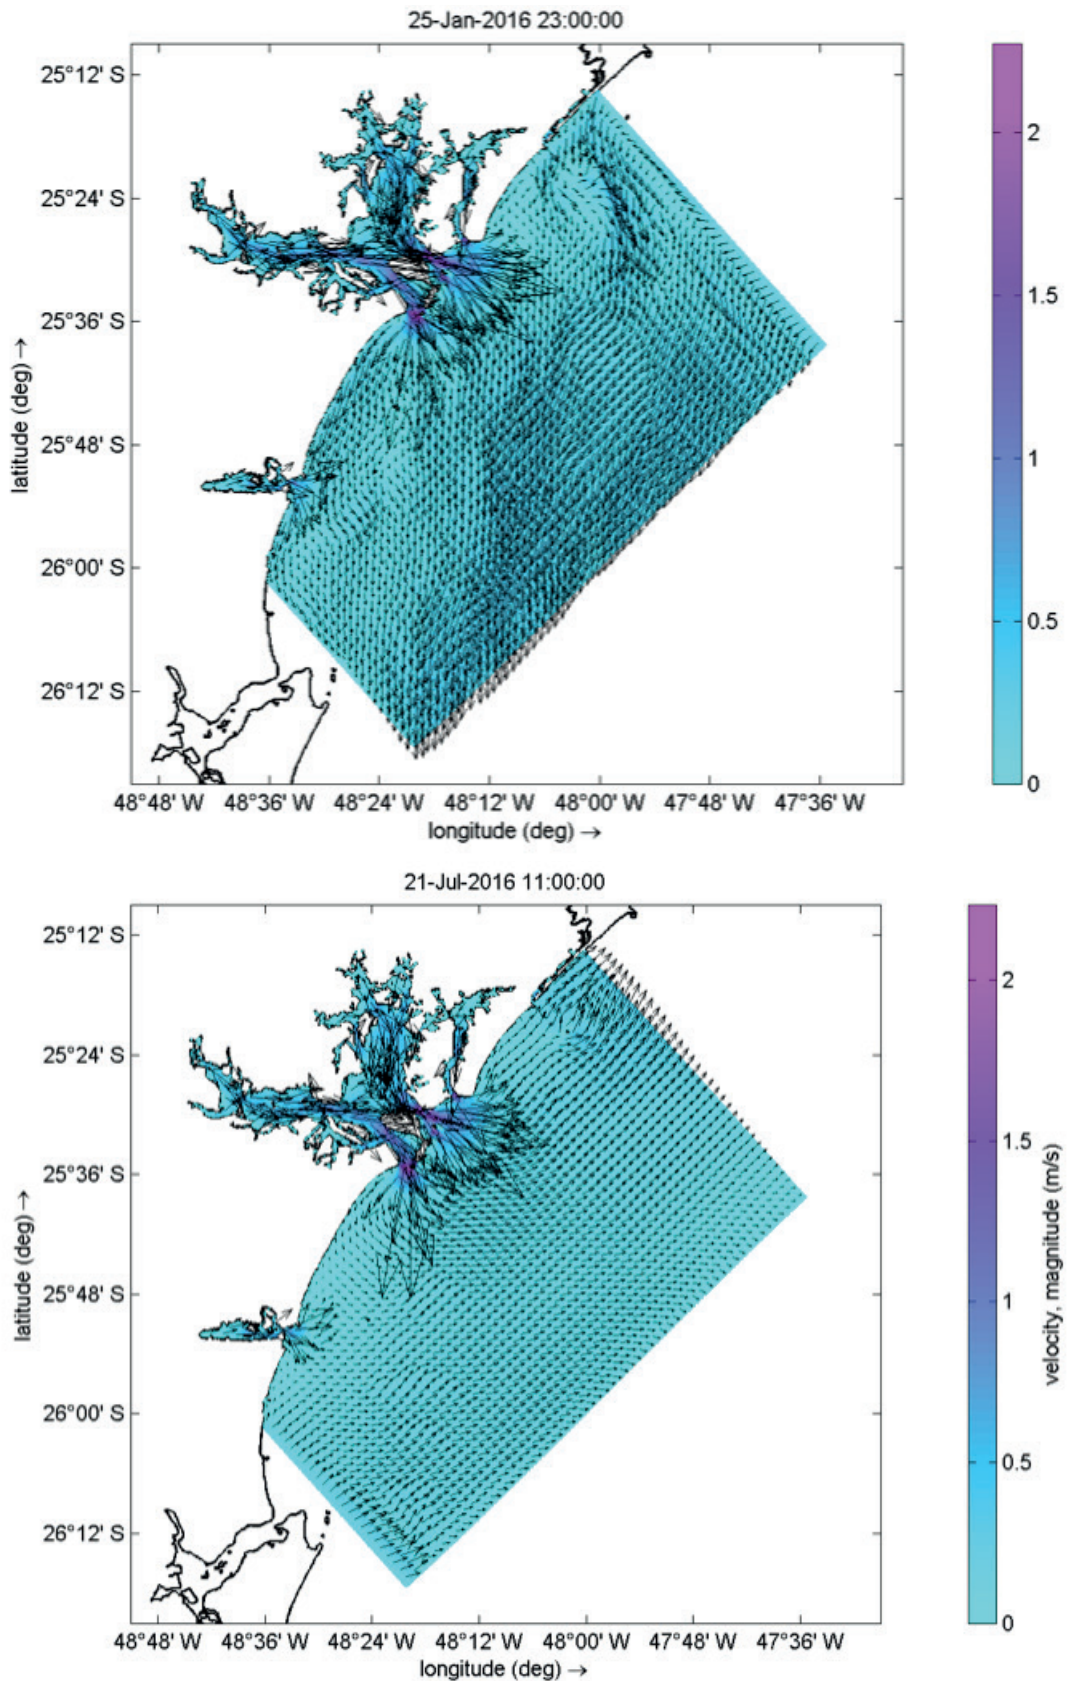 25-Jan-2016 23:00:00
25°12' S
25°24' S
25°36' S
25°48' S
26°00' S
26°12' S
latitude (deg) →
48°48' W 48°36' W 48°24' W 48°12' W 48°00' W 47°48' W 47°36' W
longitude (deg) →
2
1.5
1
0.5
0
21-Jul-2016 11:00:00
25°12' S
25°24' S
25°36' S
25°48' S
26°00' S
26°12' S
latitude (deg) →
48°48' W 48°36' W 48°24' W 48°12' W 48°00' W 47°48' W 47°36' W
longitude (deg) →
2
1.5
1
0.5
0
velocity, magnitude (m/s)